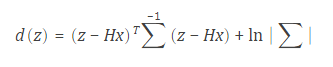 d(z) = (z − Hx)ᵀ∑⁻¹(z − Hx) + ln | ∑ |